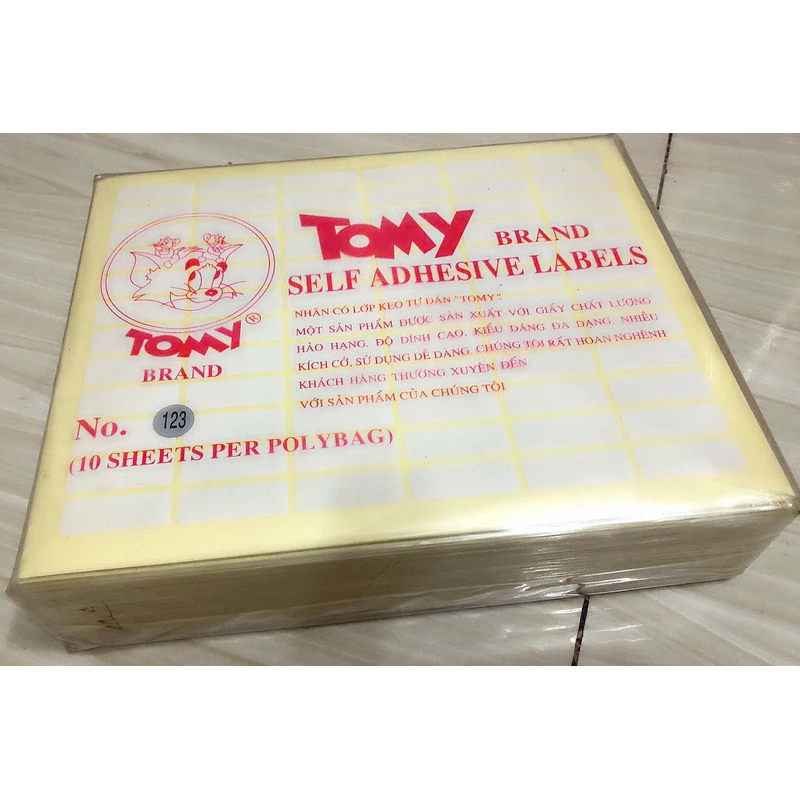 TOMY BRAND
SELF ADHESIVE LABELS
NHÃN CÓ LỚP KEO TỰ DÁN "TOMY"
MỘT SẢN PHẨM ĐƯỢC SẢN XUẤT VỚI GIẤY CHẤT LƯỢNG
HẢO HẠNG, ĐỘ DÍNH CAO, KIỂU DÁNG ĐA DẠNG, NHIỀU
KÍCH CỠ, SỬ DỤNG DỄ DÀNG. CHÚNG TÔI RẤT HOAN NGHÊNH
KHÁCH HÀNG THƯỜNG XUYÊN ĐẾN
VỚI SẢN PHẨM CỦA CHÚNG TÔI
TOMY ®
BRAND
No. 123
(10 SHEETS PER POLYBAG)